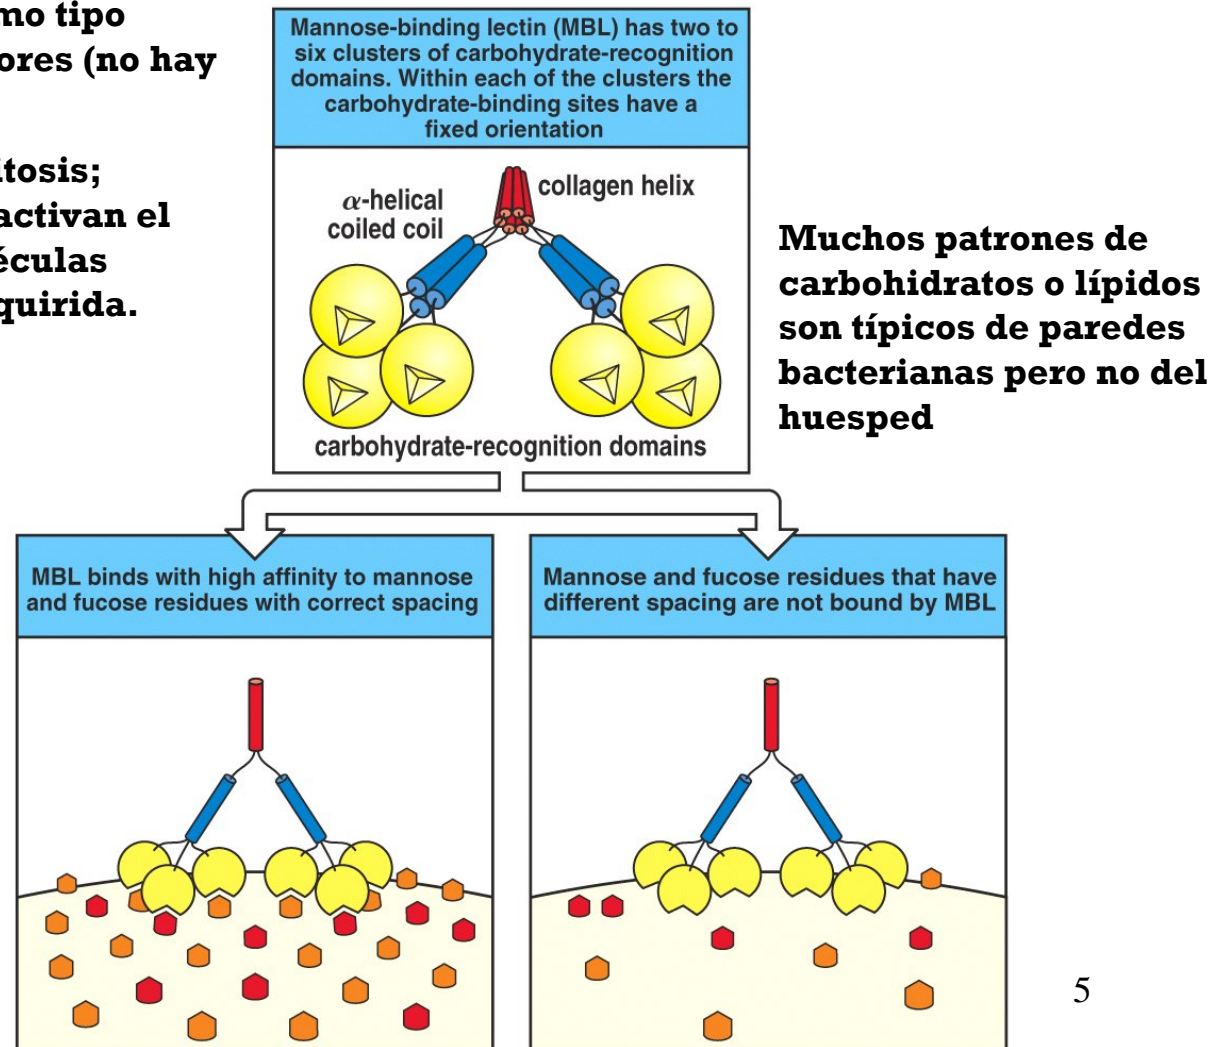 mo tipo
ores (no hay
itosis;
activan el
éculas
quirida.
Mannose-binding lectin (MBL) has two to
six clusters of carbohydrate-recognition
domains. Within each of the clusters the
carbohydrate-binding sites have a
fixed orientation
α-helical
coiled coil
collagen helix
carbohydrate-recognition domains
Muchos patrones de
carbohidratos o lípidos
son típicos de paredes
bacterianas pero no del
huesped
MBL binds with high affinity to mannose
and fucose residues with correct spacing
Mannose and fucose residues that have
different spacing are not bound by MBL
5